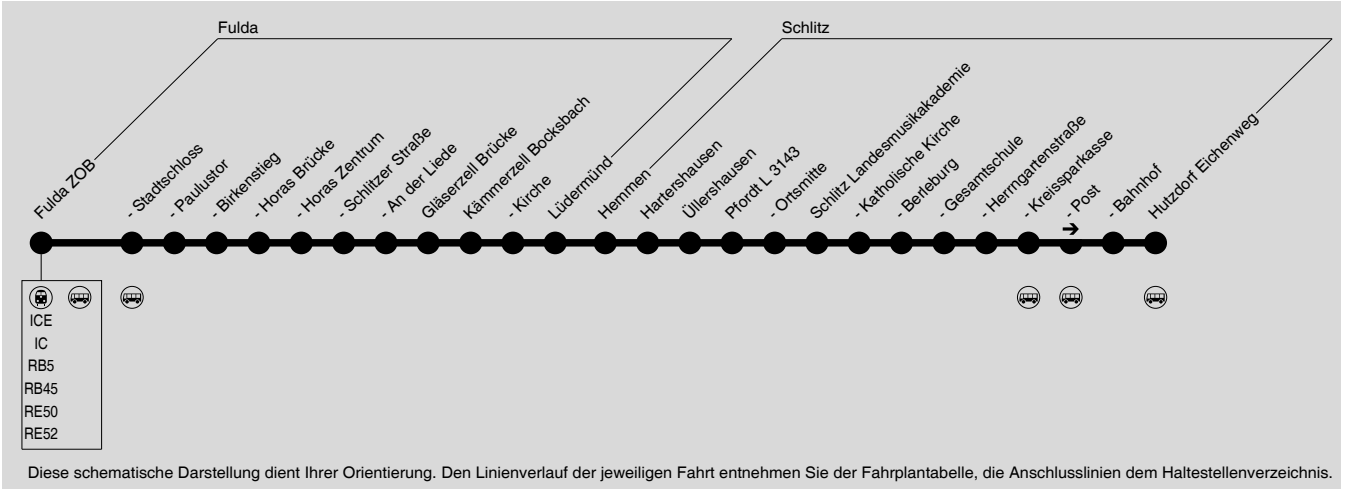 Fulda
Schlitz
Fulda ZOB
- Stadtschloss
- Paulustor
- Birkenstieg
- Horas Brücke
- Horas Zentrum
- Schlitzer Straße
- An der Liede
Gläserzell Brücke
Kämmerzell Bocksbach
- Kirche
Lüdermünd
Hemmen
Hartershausen
Üllershausen
Pfordt L 3143
- Ortsmitte
Schlitz Landesmusikakademie
- Katholische Kirche
- Berleburg
- Gesamtschule
- Herrngartenstraße
- Kreissparkasse
- Post
- Bahnhof
Hutzdorf Eichenweg
ICE
IC
RB5
RB45
RE50
RE52
Diese schematische Darstellung dient Ihrer Orientierung. Den Linienverlauf der jeweiligen Fahrt entnehmen Sie der Fahrplantabelle, die Anschlusslinien dem Haltestellenverzeichnis.